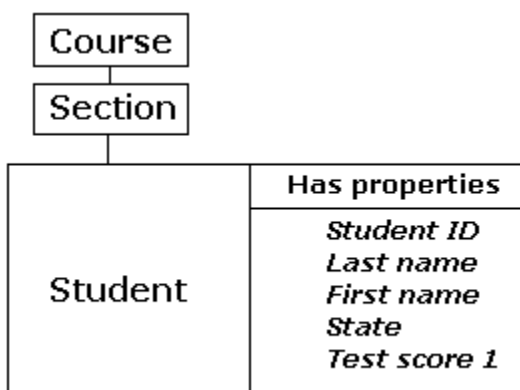 Course
Section
Student
Has properties
Student ID
Last name
First name
State
Test score 1